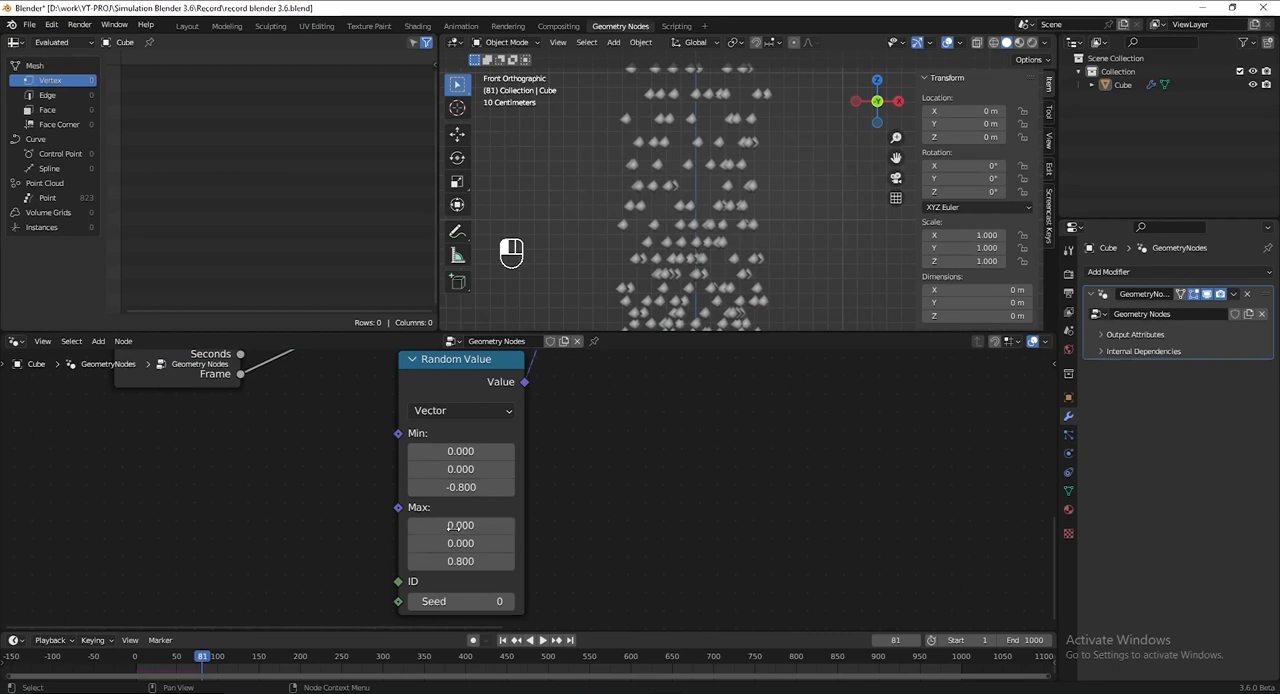 Blender* [D:\work\YT-PROJ\Simulation Blender 3.6\Record\record blender 3.6.blend]
File Edit Render Window Help Layout Modeling Sculpting UV Editing Texture Paint Shading Animation Rendering Compositing Geometry Nodes Scripting + Scene ViewLayer
Evaluated Cube
Mesh
Vertex 0
Edge 0
Face 0
Face Corner 0
Curve
Control Point 0
Spline 0
Point Cloud
Point 823
Volume Grids 0
Instances 0
Rows: 0 | Columns: 0
Object Mode View Select Add Object Global
Options
Front Orthographic
(81) Collection | Cube
10 Centimeters
Z
-Y
X
Transform
Location:
X 0 m
Y 0 m
Z 0 m
Rotation:
X 0°
Y 0°
Z 0°
XYZ Euler
Scale:
X 1.000
Y 1.000
Z 1.000
Dimensions:
X 0 m
Y 0 m
Z 0 m
Item
Tool
View
Edit
Screencast Keys
Scene Collection
Collection
Cube
Cube > GeometryNodes
Add Modifier
GeometryNo...
Geometry Nodes
Output Attributes
Internal Dependencies
View Select Add Node Geometry Nodes
Cube > GeometryNodes > Geometry Nodes
Seconds
Frame
Random Value
Value
Vector
Min:
0.000
0.000
-0.800
Max:
0.000
0.000
0.800
ID
Seed 0
Playback Keying View Marker 81 Start 1 End 1000
-150 -100 -50 0 50 81 100 150 200 250 300 350 400 450 500 550 600 650 700 750 800 850 900 950 1000 1050 1100
Activate Windows
Go to Settings to activate Windows.
Select Pan View Node Context Menu 3.6.0 Beta